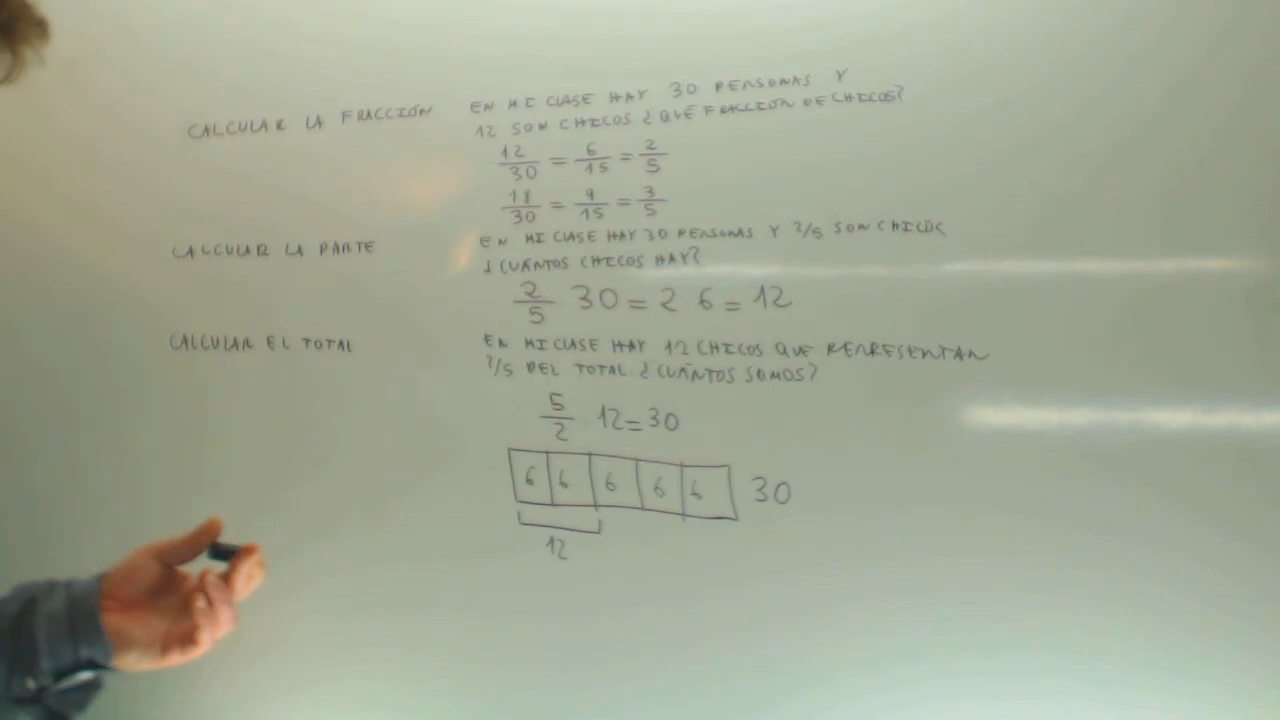 CALCULAR LA FRACCIÓN
EN MI CLASE HAY 30 PERSONAS Y
12 SON CHICOS ¿QUÉ FRACCIÓN DE CHICOS?
12/30 = 6/15 = 2/5
18/30 = 9/15 = 3/5
CALCULAR LA PARTE
EN MI CLASE HAY 30 PERSONAS Y 2/5 SON CHICOS
¿CUÁNTOS CHICOS HAY?
2/5 30 = 2 6 = 12
CALCULAR EL TOTAL
EN MI CLASE HAY 12 CHICOS QUE REPRESENTAN
2/5 DEL TOTAL ¿CUÁNTOS SOMOS?
5/2 12 = 30
6 6 6 6 6 30
12